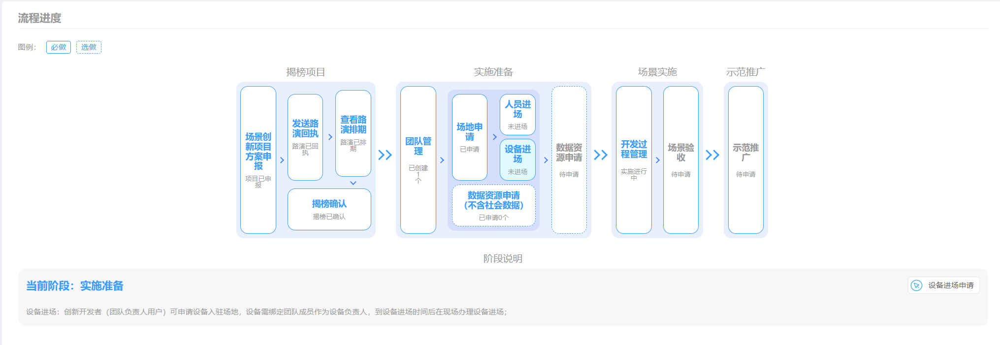 流程进度
图例：
必做
选做
揭榜项目
场景创
新项目
方案申
报
项目已申
报
发送路
演回执
路演已回
执
查看路
演排期
路演已排
期
揭榜确认
揭榜已确认
实施准备
团队管
理
已创建
1
个
场地申
请
已申请
人员进
场
未进场
设备进
场
未进场
数据资源申请
（不含社会数据）
已申请0个
数据资
源申请
待申请
场景实施
开发过
程管理
实施进行
中
场景验
收
待申请
示范推广
示范推
广
待申请
阶段说明
当前阶段：实施准备
设备进场申请
设备进场：创新开发者（团队负责人用户）可申请设备入驻场地，设备需绑定团队成员作为设备负责人，到设备进场时间后在现场办理设备进场；